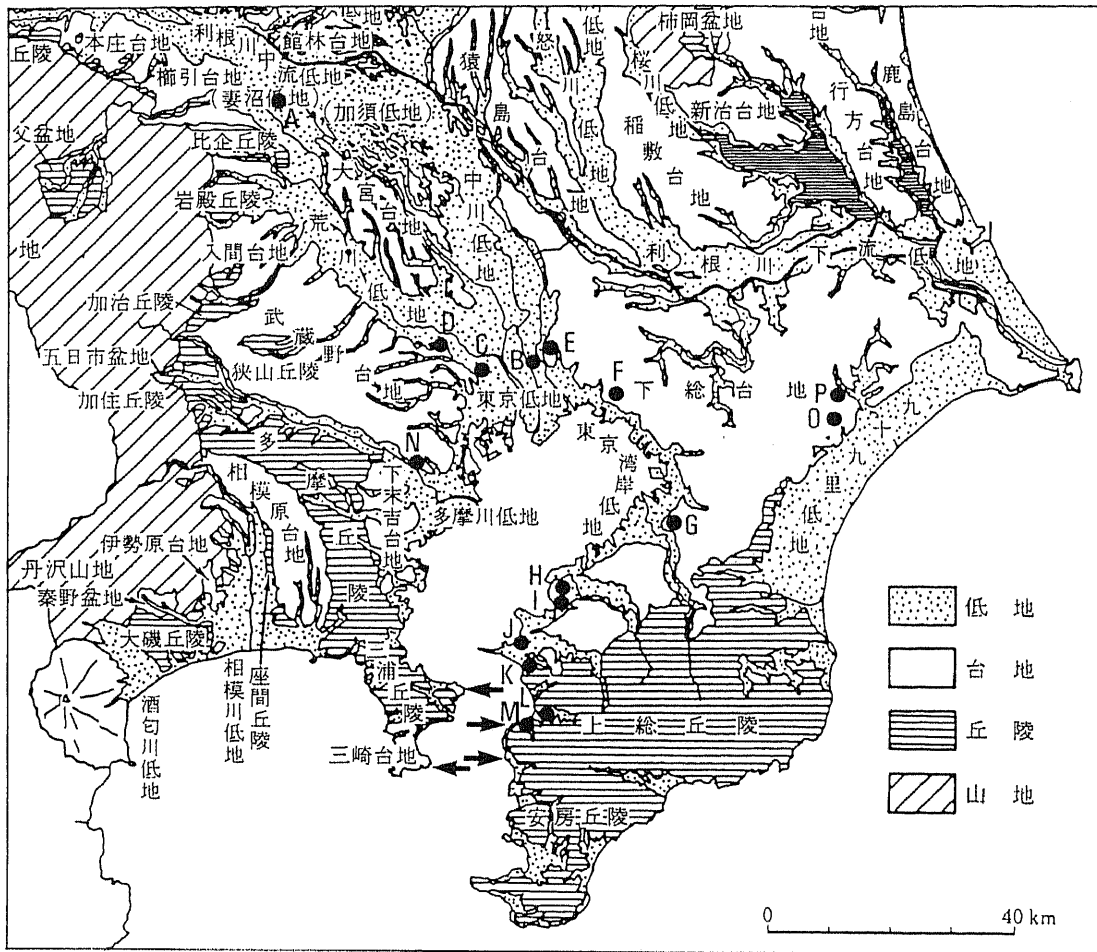 丘陵
本庄台地
利根川中流低地
館林台地
櫛引台地
(妻沼低地)
A
(加須低地)
猿島台地
低地
桜川低地
柿岡盆地
台地
鹿島台地
行方台地
新治台地
稲敷台地
父盆地
比企丘陵
大宮台地
中川低地
岩殿丘陵
荒川低地
入間台地
地
利根川下流低地
加治丘陵
武蔵野台地
D
C
B
E
五日市盆地
狭山丘陵
東京低地
F
下総台地
P
O
加住丘陵
東京湾岸低地
九十九里低地
N
多摩丘陵
下末吉台地
相模原台地
多摩川低地
G
伊勢原台地
丹沢山地
秦野盆地
H
I
大磯丘陵
J
三浦丘陵
K
L
M
上総丘陵
酒匂川低地
相模川低地
座間丘陵
三崎台地
安房丘陵
低地
台地
丘陵
山地
0
40 km